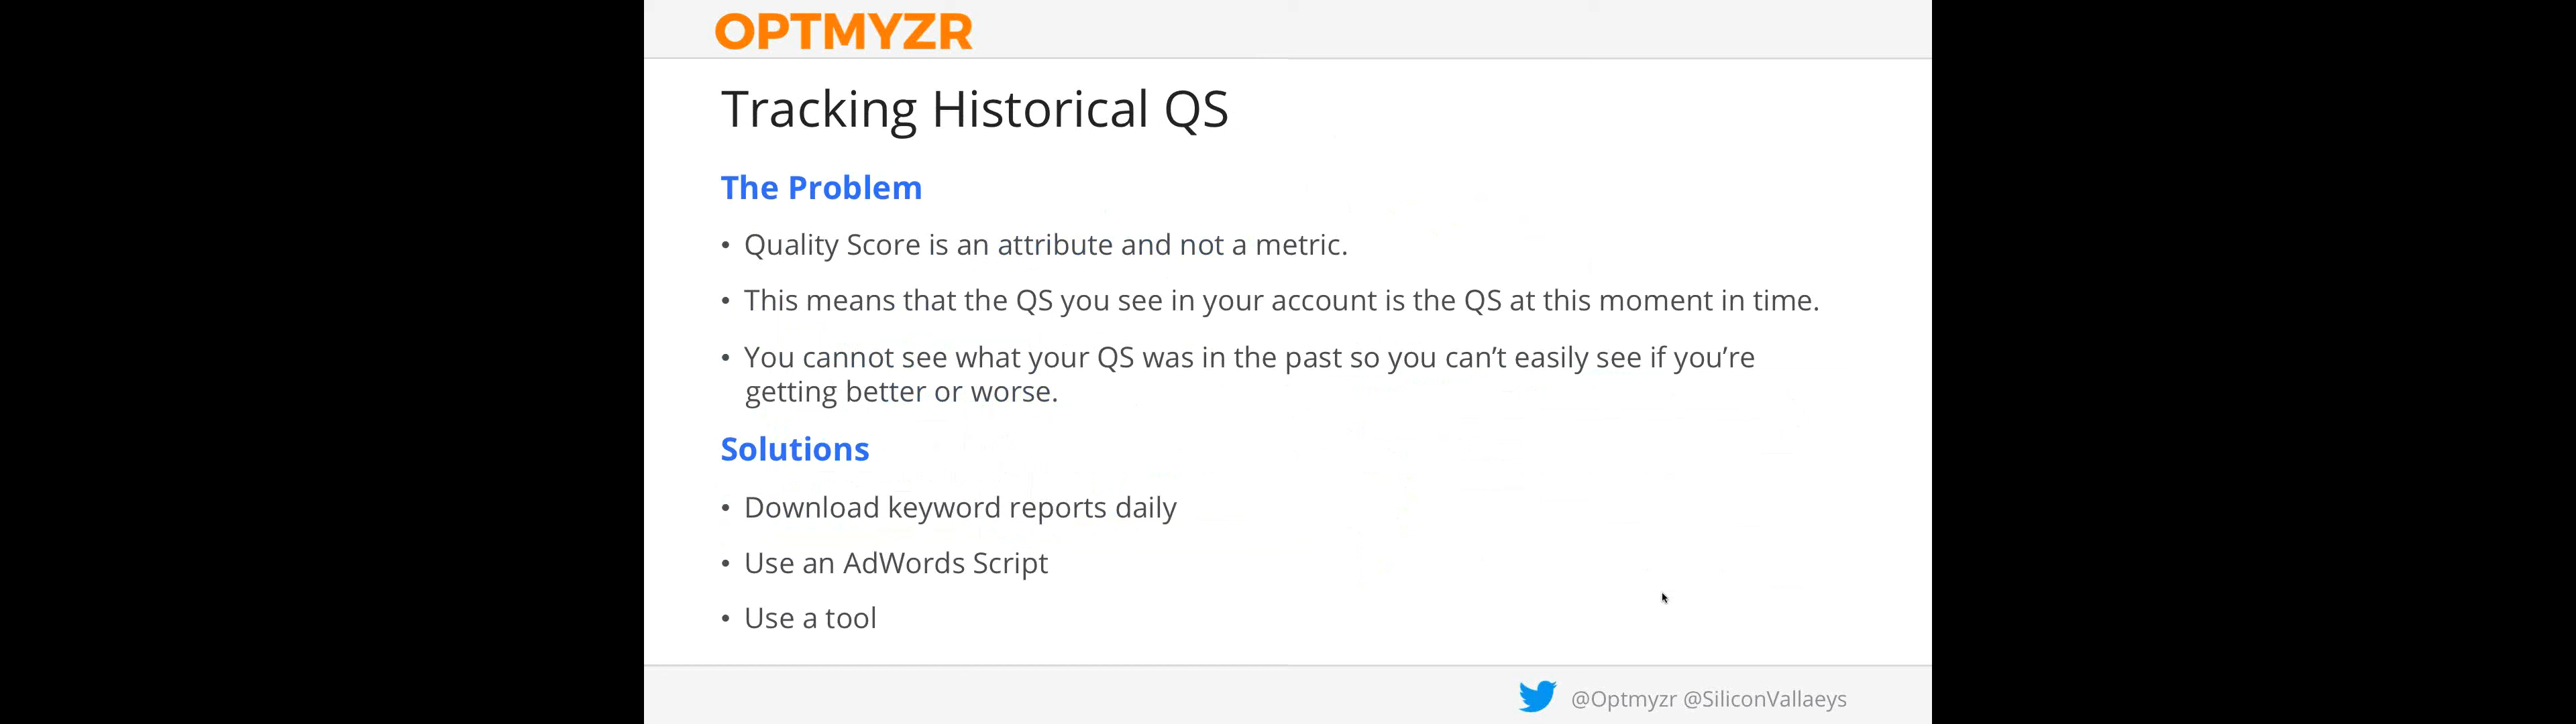 OPTMYZR
Tracking Historical QS
The Problem
• Quality Score is an attribute and not a metric.
• This means that the QS you see in your account is the QS at this moment in time.
• You cannot see what your QS was in the past so you can’t easily see if you’re
getting better or worse.
Solutions
• Download keyword reports daily
• Use an AdWords Script
• Use a tool
@Optmyzr @SiliconVallaeys